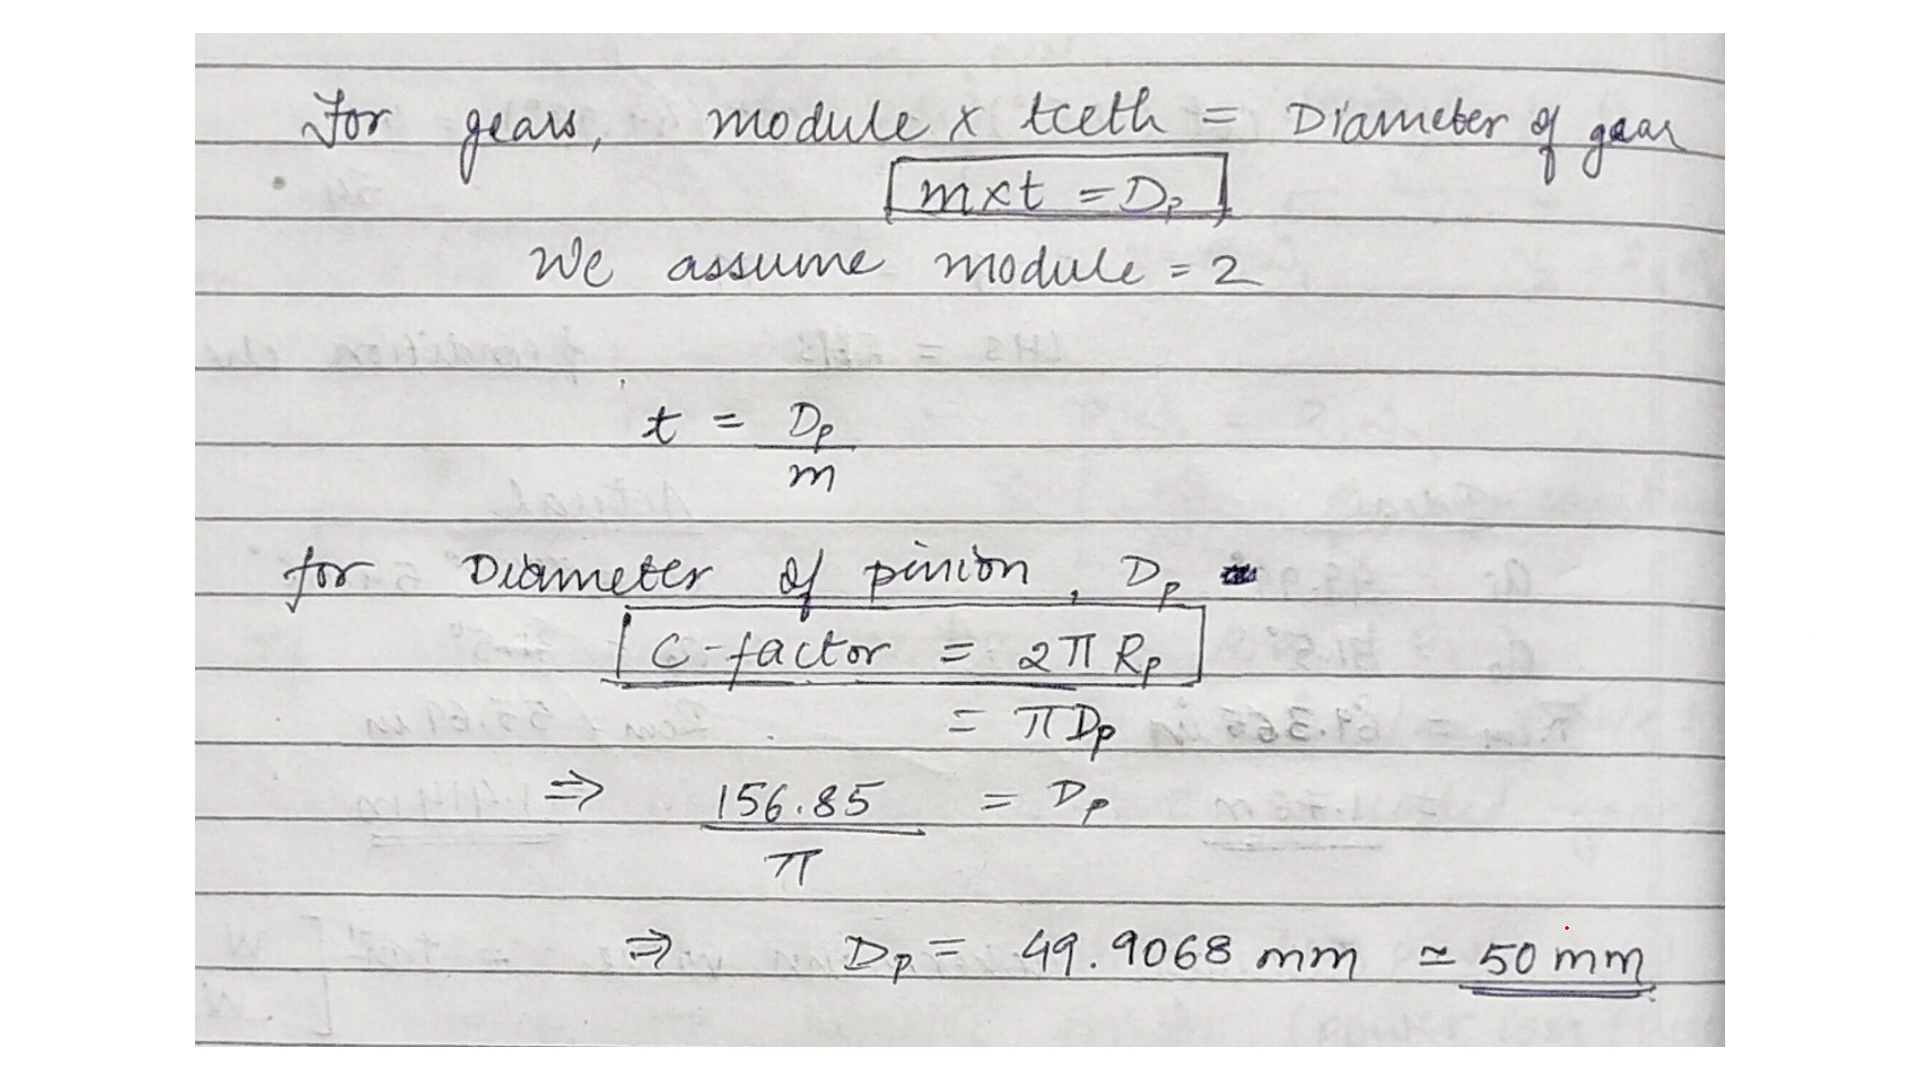 For gears, module x teeth = Diameter of gear
m×t = Dp
We assume module = 2
t = Dp
m
for Diameter of pinion, Dp
C-factor = 2π Rp
= π Dp
⇒ 156.85 = Dp
π
⇒ Dp = 49.9068 mm ≃ 50 mm